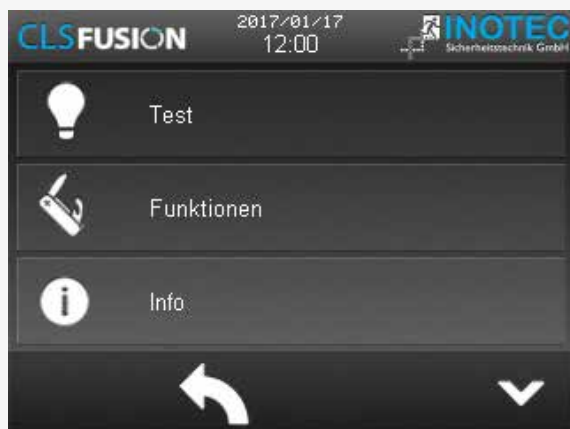 CLSFUSION
2017/01/17
12:00
INOTEC
Sicherheitstechnik GmbH
Test
Funktionen
Info